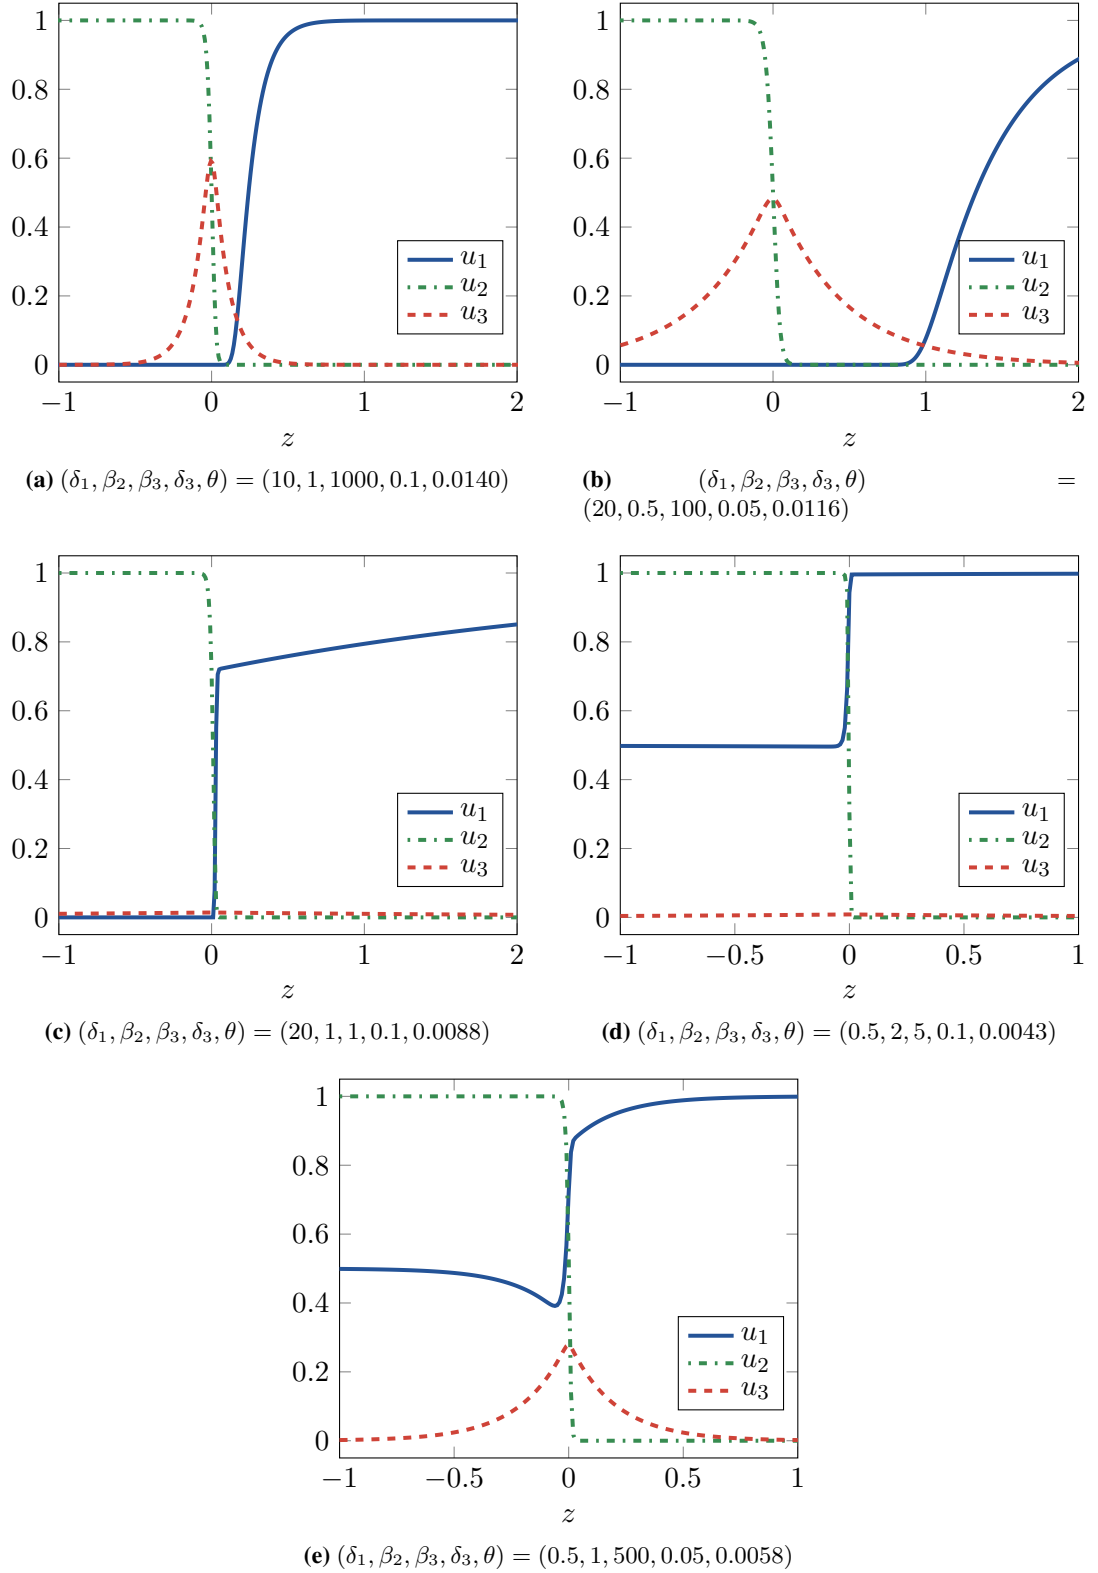 1
0.8
0.6
0.4
0.2
0
−1
0
1
2
z
u1
u2
u3
(a) (δ1, β2, β3, δ3, θ) = (10, 1, 1000, 0.1, 0.0140)
1
0.8
0.6
0.4
0.2
0
−1
0
1
2
z
u1
u2
u3
(b) (δ1, β2, β3, δ3, θ) =
(20, 0.5, 100, 0.05, 0.0116)
1
0.8
0.6
0.4
0.2
0
−1
0
1
2
z
u1
u2
u3
(c) (δ1, β2, β3, δ3, θ) = (20, 1, 1, 0.1, 0.0088)
1
0.8
0.6
0.4
0.2
0
−1
−0.5
0
0.5
1
z
u1
u2
u3
(d) (δ1, β2, β3, δ3, θ) = (0.5, 2, 5, 0.1, 0.0043)
1
0.8
0.6
0.4
0.2
0
−1
−0.5
0
0.5
1
z
u1
u2
u3
(e) (δ1, β2, β3, δ3, θ) = (0.5, 1, 500, 0.05, 0.0058)